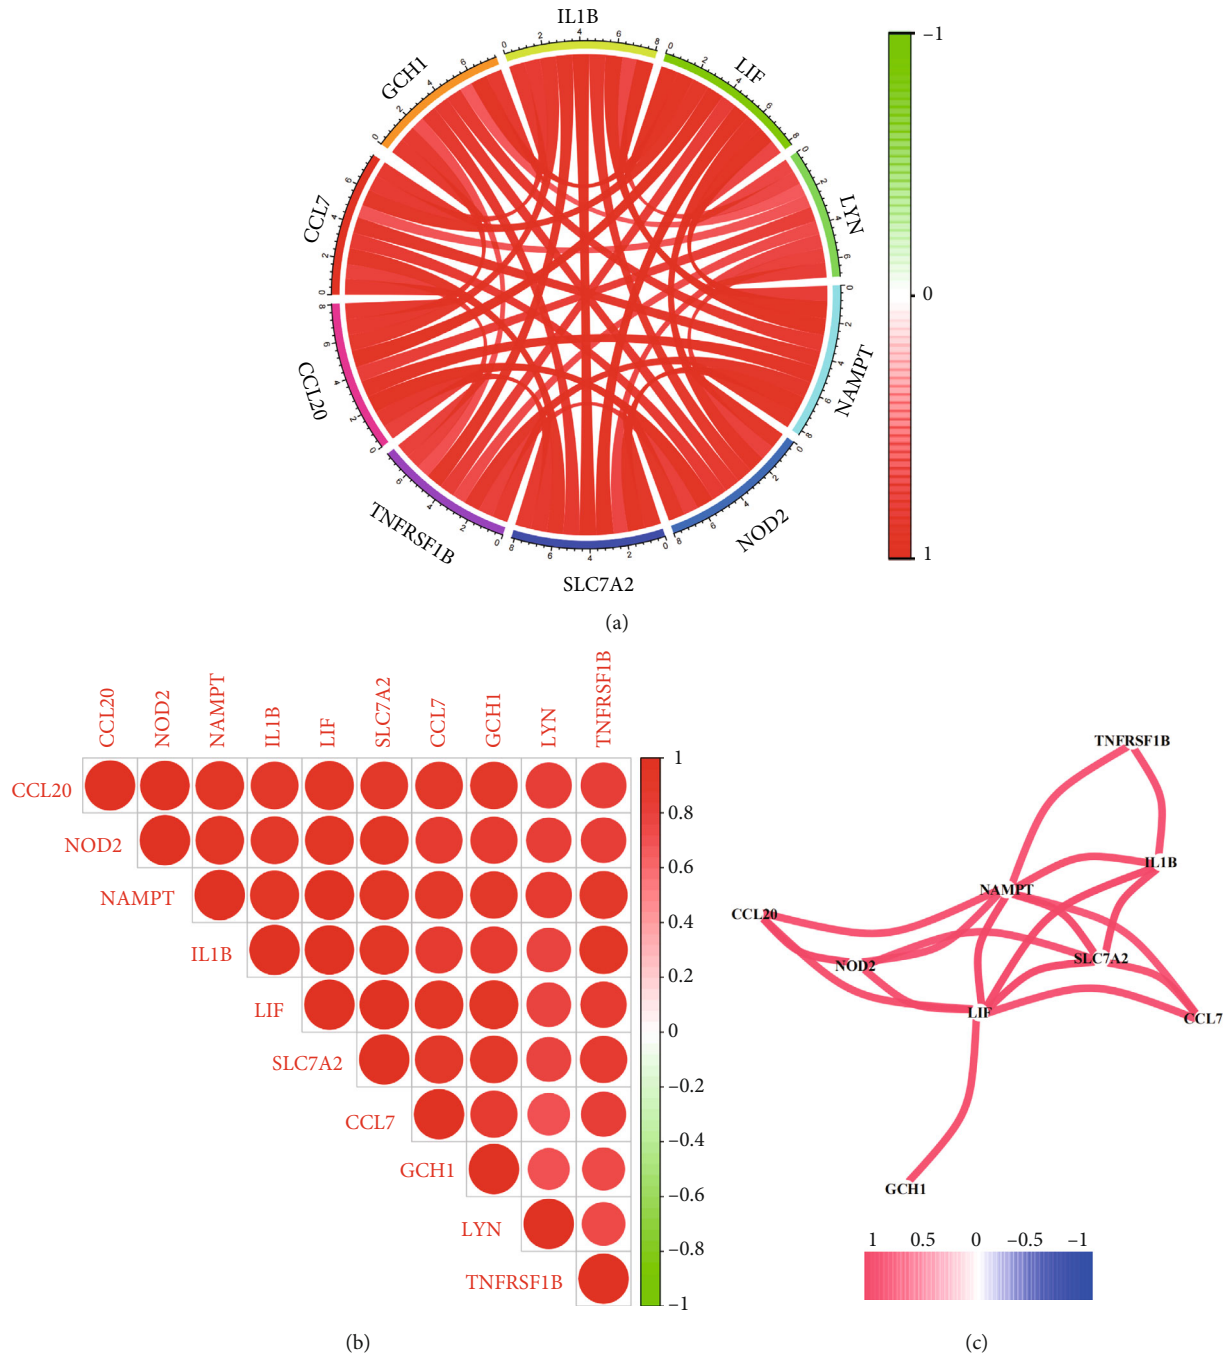 IL1B
GCH1
LIF
CCL7
LYN
CCL20
NAMPT
TNFRSF1B
NOD2
SLC7A2
−1
0
1
(a)
CCL20
NOD2
NAMPT
IL1B
LIF
SLC7A2
CCL7
GCH1
LYN
TNFRSF1B
CCL20
NOD2
NAMPT
IL1B
LIF
SLC7A2
CCL7
GCH1
LYN
TNFRSF1B
1
0.8
0.6
0.4
0.2
0
−0.2
−0.4
−0.6
−0.8
−1
(b)
TNFRSF1B
IL1B
NAMPT
CCL20
NOD2
SLC7A2
LIF
CCL7
GCH1
1 0.5 0 −0.5 −1
(c)